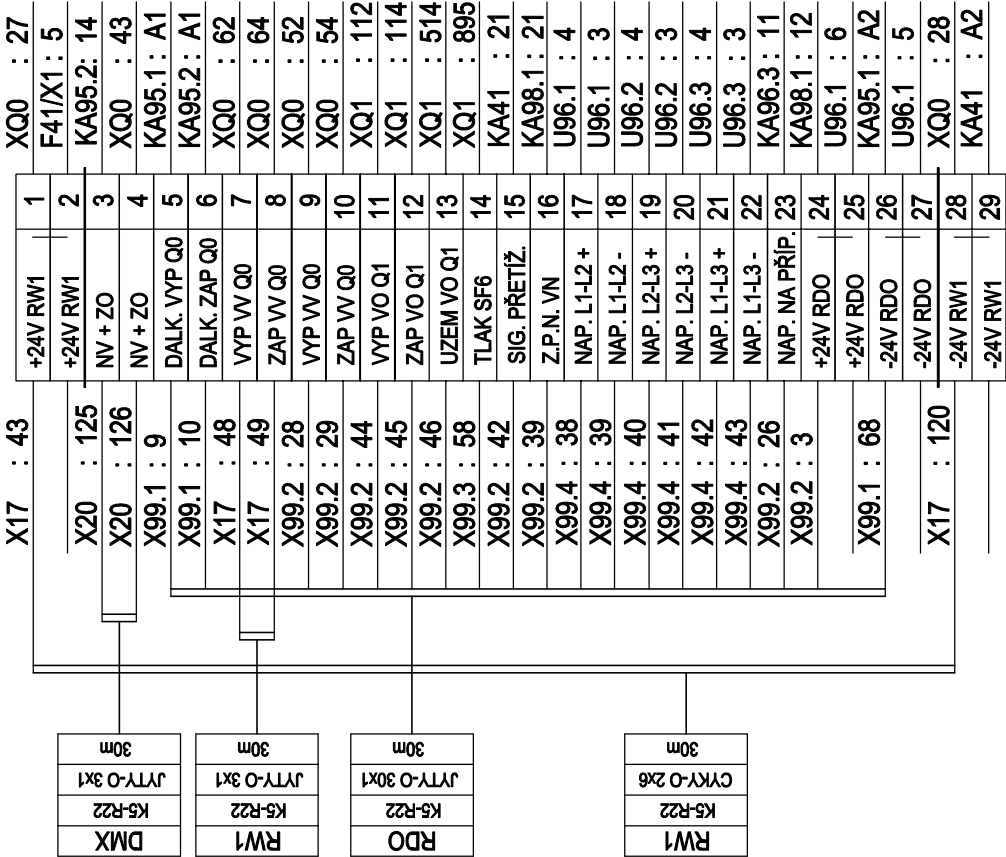 X17 : 43 +24V RW1 1 XQ0 : 27
+24V RW1 2 F41/X1 : 5
X20 : 125 NV + ZO 3 KA95.2: 14
X20 : 126 NV + ZO 4 XQ0 : 43
X99.1 : 9 DALK. VYP Q0 5 KA95.1 : A1
X99.1 : 10 DALK. ZAP Q0 6 KA95.2 : A1
X17 : 48 VYP VV Q0 7 XQ0 : 62
X17 : 49 ZAP VV Q0 8 XQ0 : 64
X99.2 : 28 VYP VV Q0 9 XQ0 : 52
X99.2 : 29 ZAP VV Q0 10 XQ0 : 54
X99.2 : 44 VYP VO Q1 11 XQ1 : 112
X99.2 : 45 ZAP VO Q1 12 XQ1 : 114
X99.2 : 46 UZEM VO Q1 13 XQ1 : 514
X99.3 : 58 TLAK SF6 14 XQ1 : 895
X99.2 : 42 SIG. PŘETÍŽ. 15 KA41 : 21
X99.2 : 39 Z.P.N. VN 16 KA98.1 : 21
X99.4 : 38 NAP. L1-L2 + 17 U96.1 : 4
X99.4 : 39 NAP. L1-L2 - 18 U96.1 : 3
X99.4 : 40 NAP. L2-L3 + 19 U96.2 : 4
X99.4 : 41 NAP. L2-L3 - 20 U96.2 : 3
X99.4 : 42 NAP. L1-L3 + 21 U96.3 : 4
X99.4 : 43 NAP. L1-L3 - 22 U96.3 : 3
X99.2 : 26 NAP. NA PŘÍP. 23 KA96.3 : 11
X99.2 : 3 +24V RDO 24 KA98.1 : 12
+24V RDO 25 U96.1 : 6
X99.1 : 68 -24V RDO 26 KA95.1 : A2
-24V RDO 27 U96.1 : 5
X17 : 120 -24V RW1 28 XQ0 : 28
-24V RW1 29 KA41 : A2
DMX
K5-R22
JYTY-O 3x1
30m
RW1
K5-R22
JYTY-O 3x1
30m
RDO
K5-R22
JYTY-O 30x1
30m
RW1
K5-R22
CYKY-O 2x6
30m